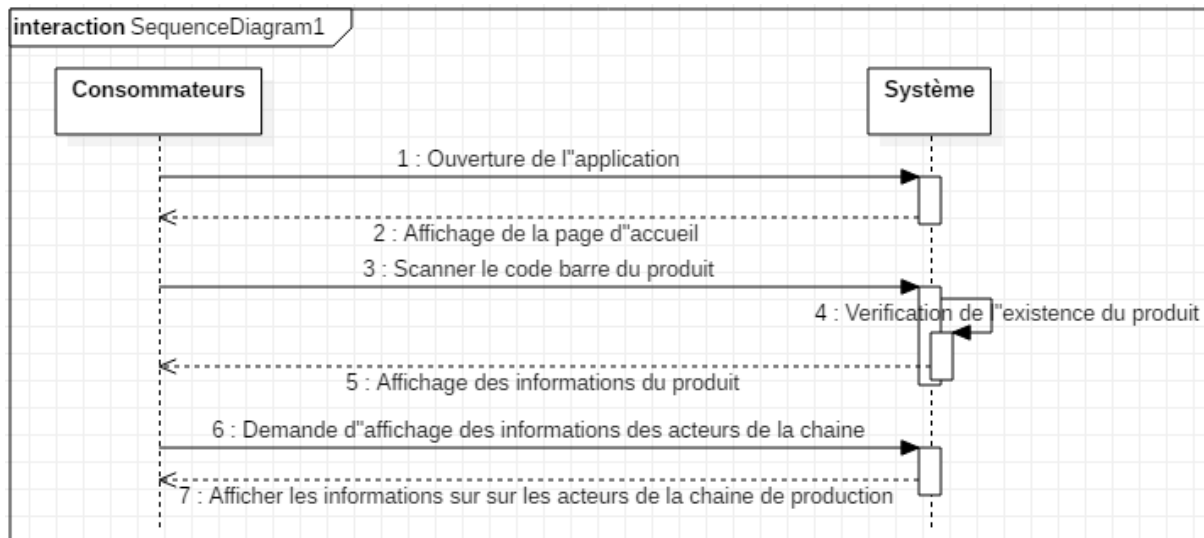 interaction SequenceDiagram1
Consommateurs
Système
1 : Ouverture de l"application
2 : Affichage de la page d"accueil
3 : Scanner le code barre du produit
4 : Verification de l"existence du produit
5 : Affichage des informations du produit
6 : Demande d"affichage des informations des acteurs de la chaine
7 : Afficher les informations sur sur les acteurs de la chaine de production